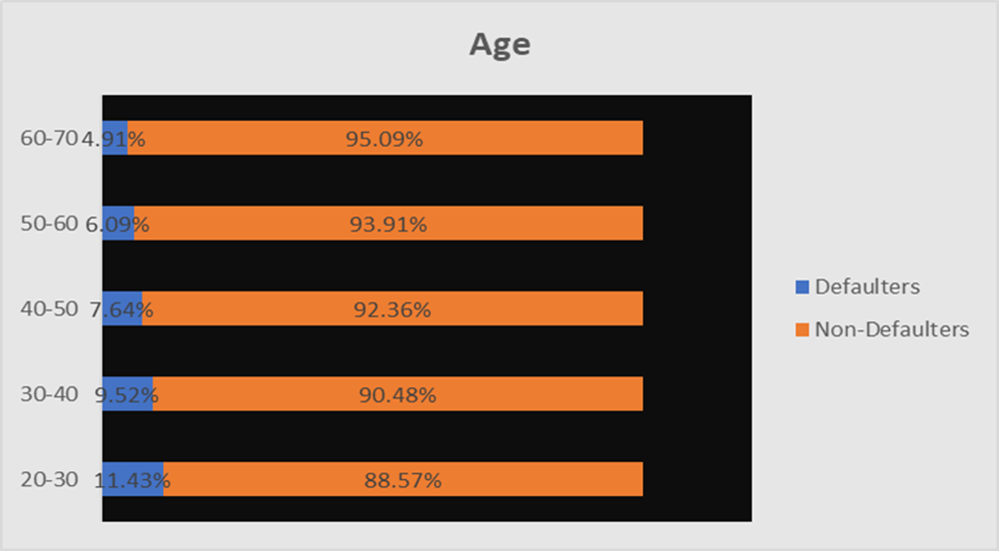 Age
60-70 4.91% 95.09%
50-60 6.09% 93.91%
40-50 7.64% 92.36%
30-40 9.52% 90.48%
20-30 11.43% 88.57%
Defaulters
Non-Defaulters